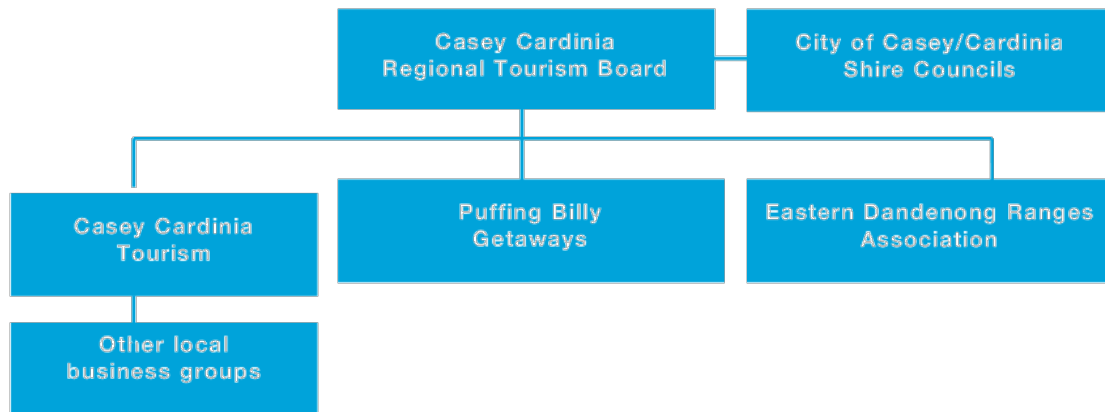 Casey Cardinia
Regional Tourism Board
City of Casey/Cardinia
Shire Councils
Casey Cardinia
Tourism
Puffing Billy
Getaways
Eastern Dandenong Ranges
Association
Other local
business groups